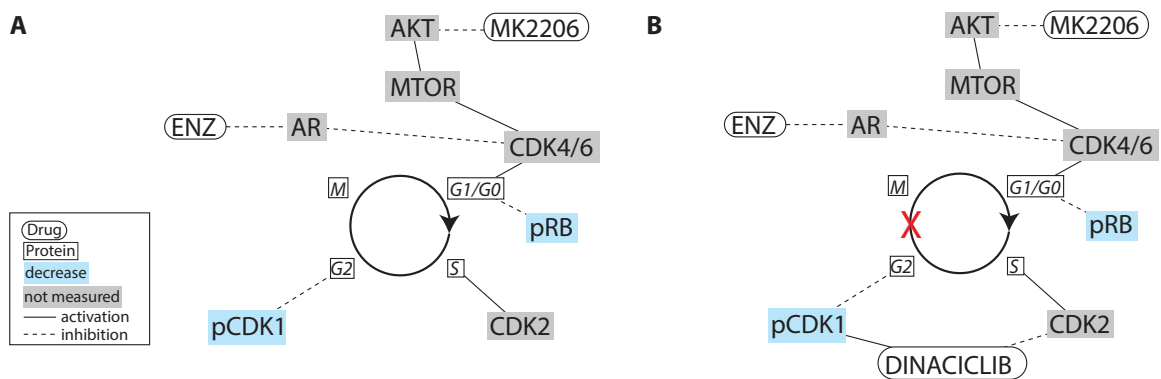 A
AKT
MK2206
MTOR
ENZ
AR
CDK4/6
M
G1/G0
pRB
G2
S
pCDK1
CDK2
Drug
Protein
decrease
not measured
activation
inhibition
B
AKT
MK2206
MTOR
ENZ
AR
CDK4/6
M
G1/G0
X
pRB
G2
S
pCDK1
CDK2
DINACICLIB